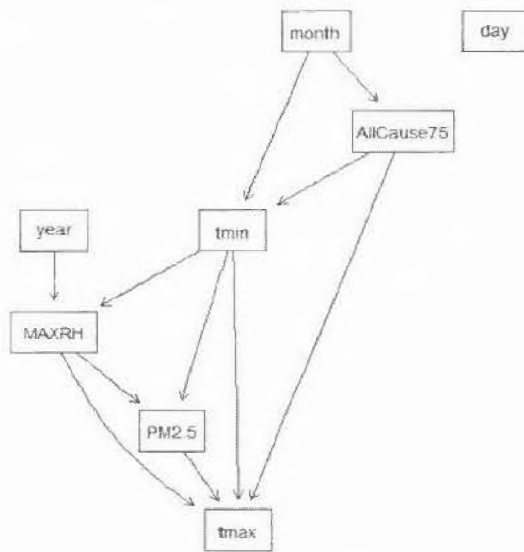 month
day
AllCause75
year
tmin
MAXRH
PM2.5
tmax